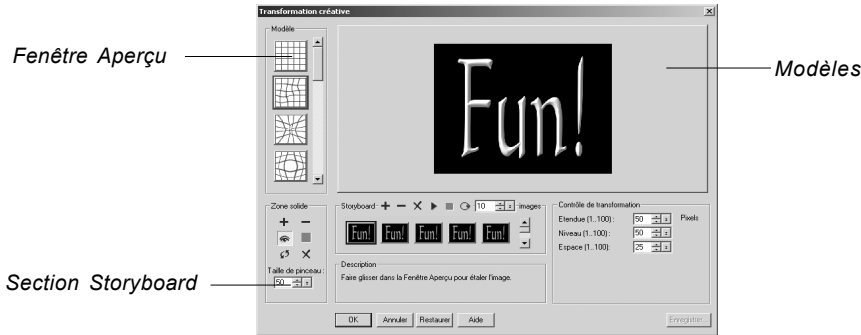 Transformation créative
Modèle
Fenêtre Aperçu
Modèles
Fun!
Zone solide
Storyboard 10 images
Contrôle de transformation
Etendue (1..100) : 50 Pixels
Niveau (1..100) : 50
Espace (1..100): 25
Fun! Fun! Fun! Fun! Fun!
Taille de pinceau :
50
Section Storyboard
Description
Faire glisser dans la Fenêtre Aperçu pour étaler l'image.
OK Annuler Restaurer Aide Enregistrer...